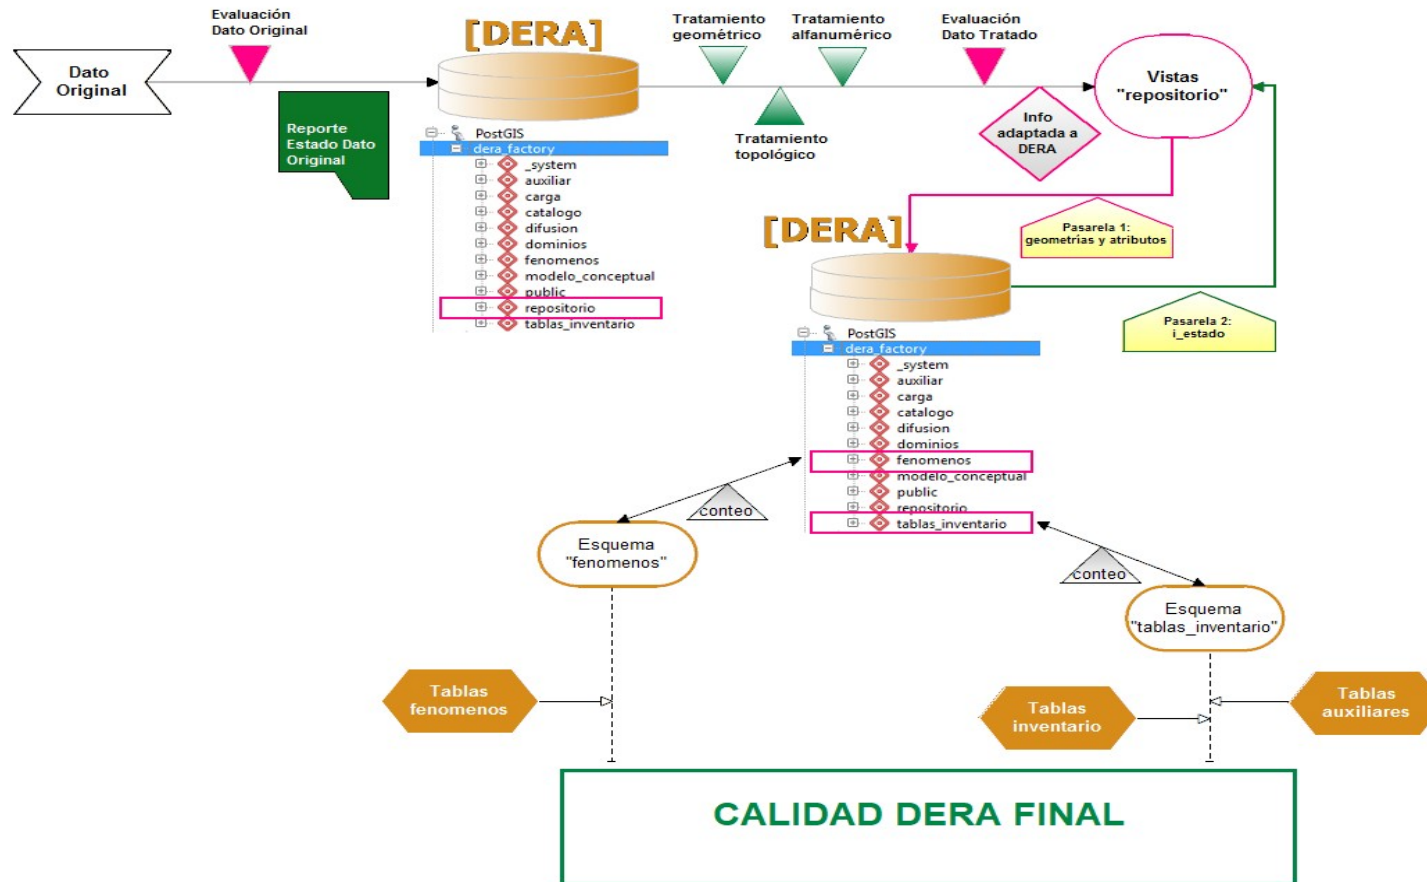 Evaluación
Dato Original
[DERA]
Tratamiento
geométrico
Tratamiento
alfanumérico
Evaluación
Dato Tratado
Dato
Original
Vistas
"repositorio"
Reporte
Estado Dato
Original
Tratamiento
topológico
Info
adaptada a
DERA
PostGIS
dera_factory
_system
auxiliar
carga
catalogo
difusion
dominios
fenomenos
modelo_conceptual
public
repositorio
tablas_inventario
[DERA]
Pasarela 1:
geometrías y atributos
Pasarela 2:
i_estado
PostGIS
dera_factory
_system
auxiliar
carga
catalogo
difusion
dominios
fenomenos
modelo_conceptual
public
repositorio
tablas_inventario
conteo
Esquema
"fenomenos"
conteo
Esquema
"tablas_inventario"
Tablas
fenomenos
Tablas
inventario
Tablas
auxiliares
CALIDAD DERA FINAL